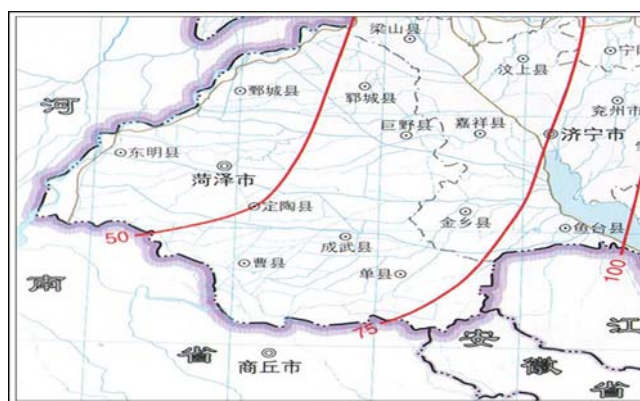 梁山县
汶上县
宁阳
河
鄄城县
郓城县
兖州市
巨野县
嘉祥县
济宁市
东明县
菏泽市
定陶县
金乡县
鱼台县
50
成武县
曹县
单县
100
南
75
江
安
省
徽
商丘市
省